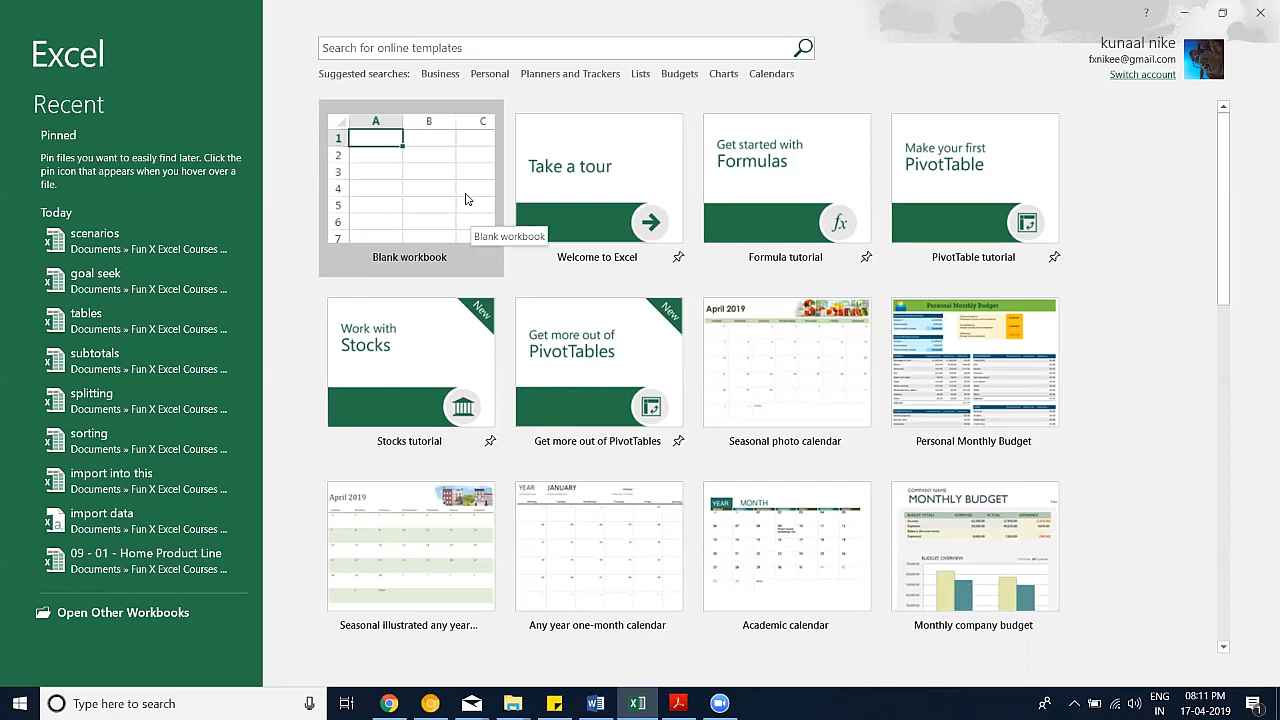 Excel
Search for online templates
Suggested searches: Business Personal Planners and Trackers Lists Budgets Charts Calendars
kunaal nike
fxnikee@gmail.com
Switch account
Recent
Pinned
Pin files you want to easily find later. Click the
pin icon that appears when you hover over a
file.
Today
scenarios
Documents » Fun X Excel Courses ...
goal seek
Documents » Fun X Excel Courses ...
tables
Documents » Fun X Excel Courses ...
subtotals
Documents » Fun X Excel Courses ...
splitting
Documents » Fun X Excel Courses ...
sorting
Documents » Fun X Excel Courses ...
import into this
Documents » Fun X Excel Courses ...
import data
Documents » Fun X Excel Courses ...
09 - 01 - Home Product Line
Documents » Fun X Excel Courses ...
Open Other Workbooks
A B C
1
2
3
4
5
6
7
Blank workbook
Blank workbook
Take a tour
Welcome to Excel
Get started with
Formulas
fx
Formula tutorial
Make your first
PivotTable
PivotTable tutorial
Work with
Stocks
New
Stocks tutorial
Get more out of
PivotTables
Get more out of PivotTables
April 2019
Seasonal photo calendar
Personal Monthly Budget
Personal Monthly Budget
April 2019
Seasonal illustrated any year...
YEAR JANUARY
Any year one-month calendar
YEAR MONTH
Academic calendar
COMPANY NAME
MONTHLY BUDGET
BUDGET OVERVIEW
Monthly company budget
Type here to search
ENG
IN
08:11 PM
17-04-2019